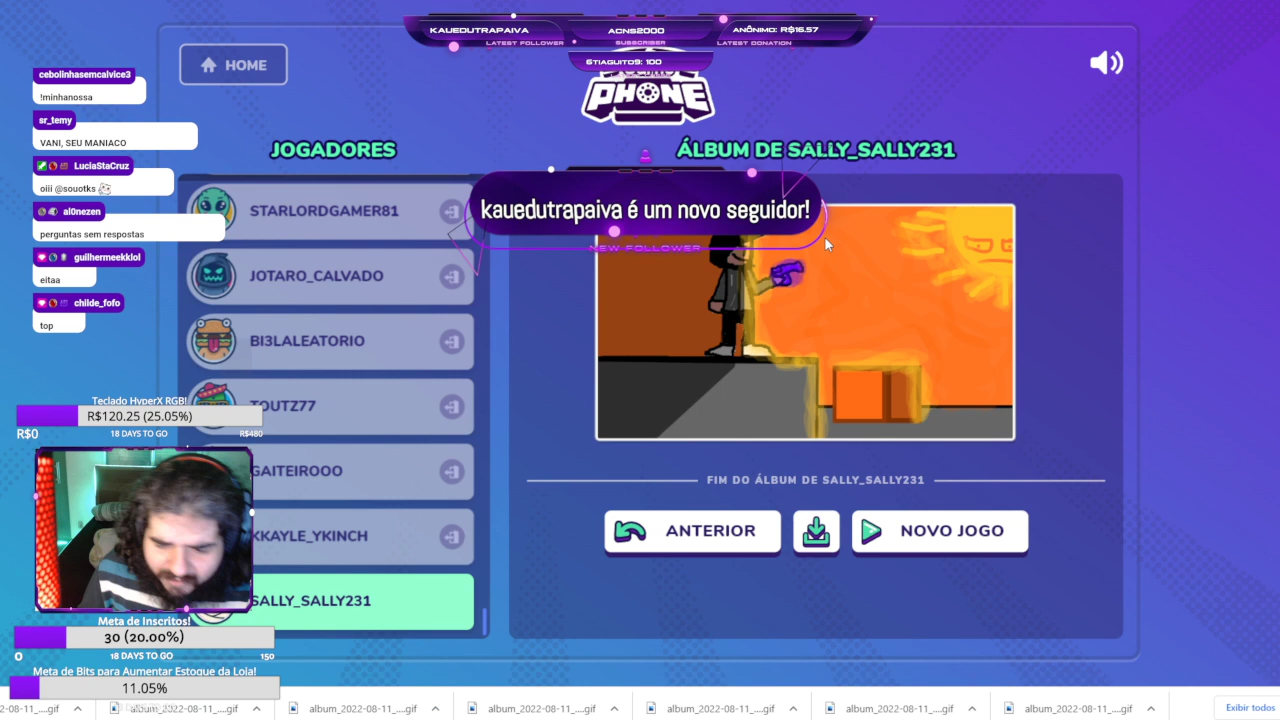 KAUEDUTRAPAIVA
LATEST FOLLOWER
ACNS2000
SUBSCRIBER
ANÔNIMO: R$16.57
LATEST DONATION
6TIAGUITO9: 100
HOME
PHONE
cebolinhasemcalvice3
!minhanossa
sr_temy
VANI, SEU MANIACO
LuciaStaCruz
oiii @souotks
al0nezen
perguntas sem respostas
guilhermeekklol
eitaa
childe_fofo
top
JOGADORES
STARLORDGAMER81
JOTARO_CALVADO
BI3LALEATORIO
TOUTZ77
GAITEIROOO
KKAYLE_YKINCH
SALLY_SALLY231
ÁLBUM DE SALLY_SALLY231
kauedutrapaiva é um novo seguidor!
NEW FOLLOWER
FIM DO ÁLBUM DE SALLY_SALLY231
ANTERIOR
NOVO JOGO
Teclado HyperX RGB!
R$120.25 (25.05%)
R$0
18 DAYS TO GO
R$480
Meta de Inscritos!
30 (20.00%)
0
18 DAYS TO GO
150
Meta de Bits para Aumentar Estoque da Loja!
11.05%
2-08-11_....gif
album_2022-08-11_....gif
album_2022-08-11_....gif
album_2022-08-11_....gif
album_2022-08-11_....gif
album_2022-08-11_....gif
album_2022-08-11_....gif
Exibir todos